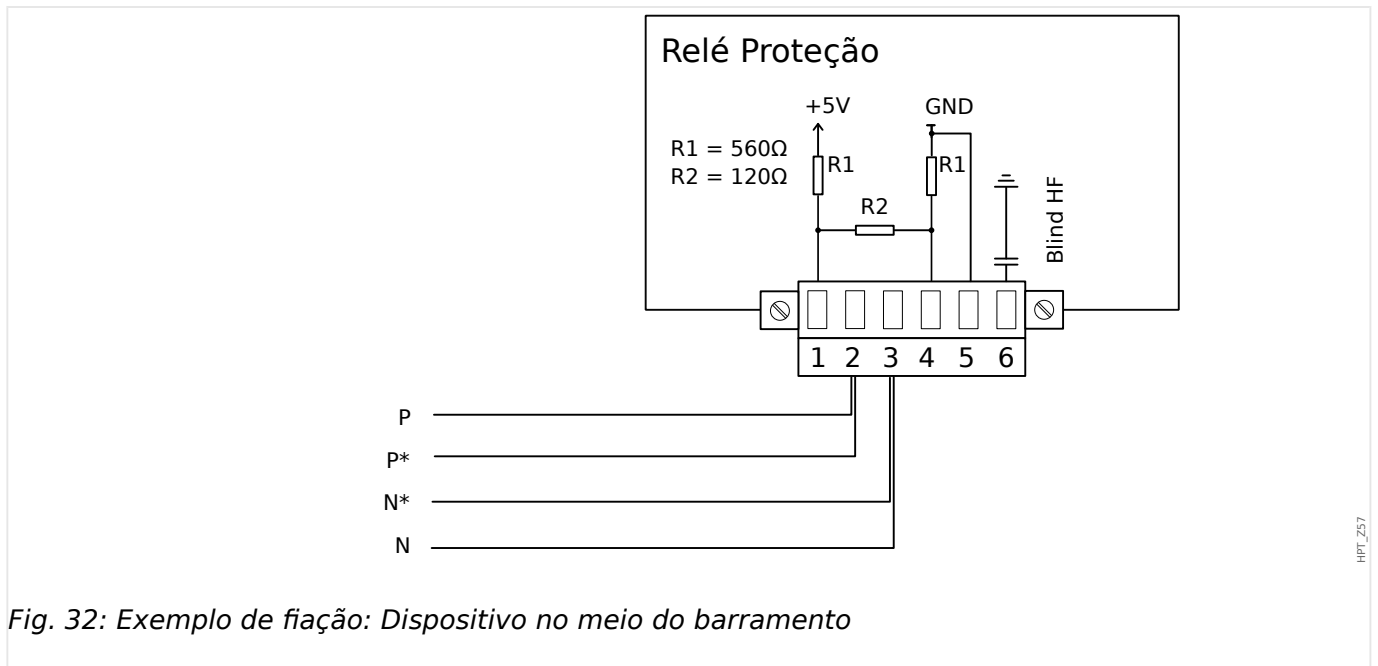 Relé Proteção
+5V
GND
R1 = 560Ω
R2 = 120Ω
R1
R1
R2
Blind HF
1 2 3 4 5 6
P
P*
N*
N
HPT_Z57
Fig. 32: Exemplo de fiação: Dispositivo no meio do barramento